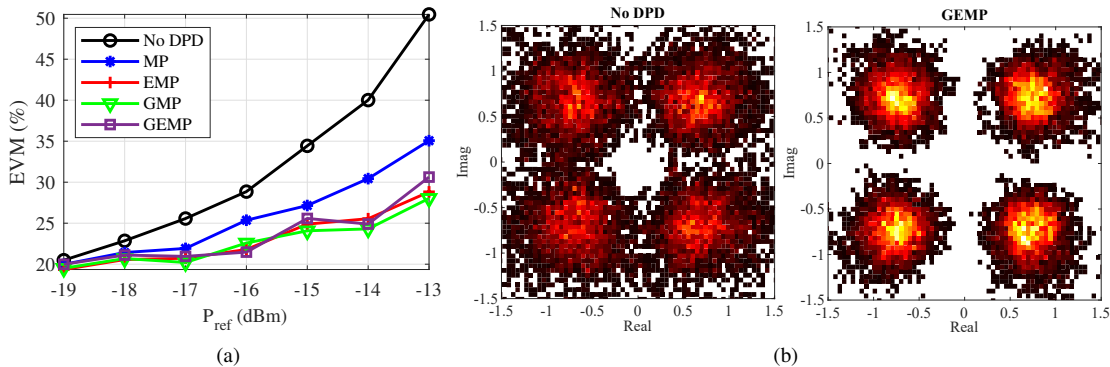 50
45
40
35
30
25
20
EVM (%)
No DPD
MP
EMP
GMP
GEMP
-19 -18 -17 -16 -15 -14 -13
P_ref (dBm)
(a)
No DPD
1.5
1
0.5
0
-0.5
-1
-1.5
Imag
-1.5 -1 -0.5 0 0.5 1 1.5
Real
GEMP
1.5
1
0.5
0
-0.5
-1
-1.5
Imag
-1.5 -1 -0.5 0 0.5 1 1.5
Real
(b)